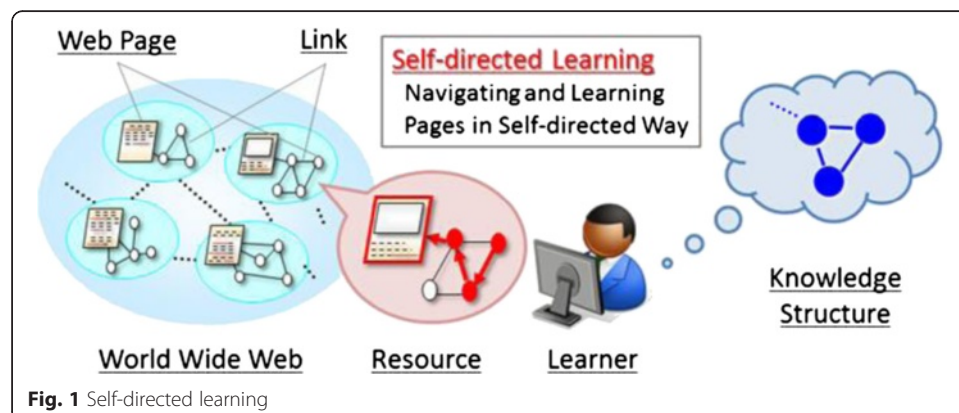 Web Page
Link
Self-directed Learning
Navigating and Learning
Pages in Self-directed Way
World Wide Web
Resource
Learner
Knowledge
Structure
Fig. 1 Self-directed learning